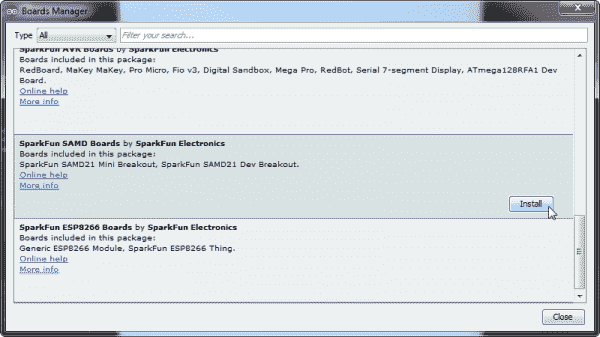 Boards Manager
Type All Filter your search...
SparkFun AVR Boards by SparkFun Electronics
Boards included in this package:
RedBoard, MaKey MaKey, Pro Micro, Fio v3, Digital Sandbox, Mega Pro, RedBot, Serial 7-segment Display, ATmega128RFA1 Dev
Board.
Online help
More info
SparkFun SAMD Boards by SparkFun Electronics
Boards included in this package:
SparkFun SAMD21 Mini Breakout, SparkFun SAMD21 Dev Breakout.
Online help
More info
Install
SparkFun ESP8266 Boards by SparkFun Electronics
Boards included in this package:
Generic ESP8266 Module, SparkFun ESP8266 Thing.
Online help
More info
Close